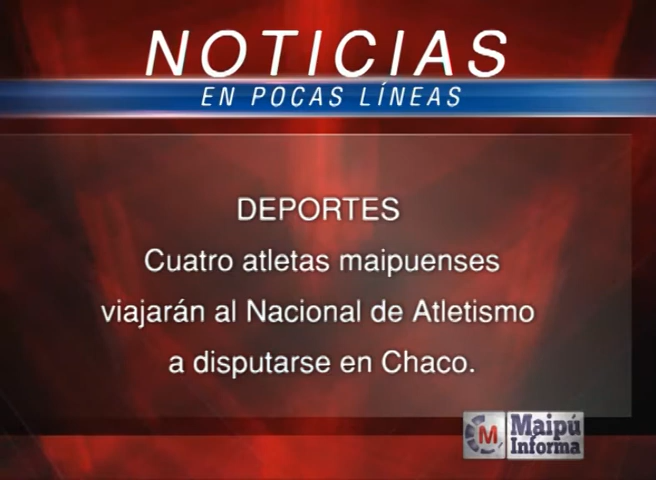 NOTICIAS
EN POCAS LÍNEAS
DEPORTES
Cuatro atletas maipuenses
viajarán al Nacional de Atletismo
a disputarse en Chaco.
M Maipú
Informa